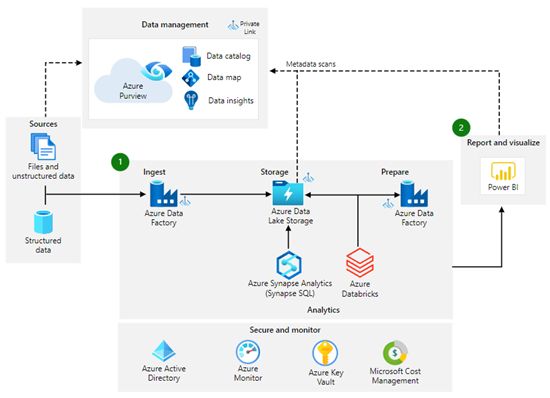 Data management
Private
Link
Data catalog
Azure
Purview
Data map
Data insights
Metadata scans
Sources
Files and
unstructured data
Structured
data
1
Ingest
Azure Data
Factory
Storage
Azure Data
Lake Storage
Prepare
Azure Data
Factory
Azure Synapse Analytics
(Synapse SQL)
Azure
Databricks
Analytics
2
Report and visualize
Power BI
Secure and monitor
Azure Active
Directory
Azure
Monitor
Azure Key
Vault
$
Microsoft Cost
Management